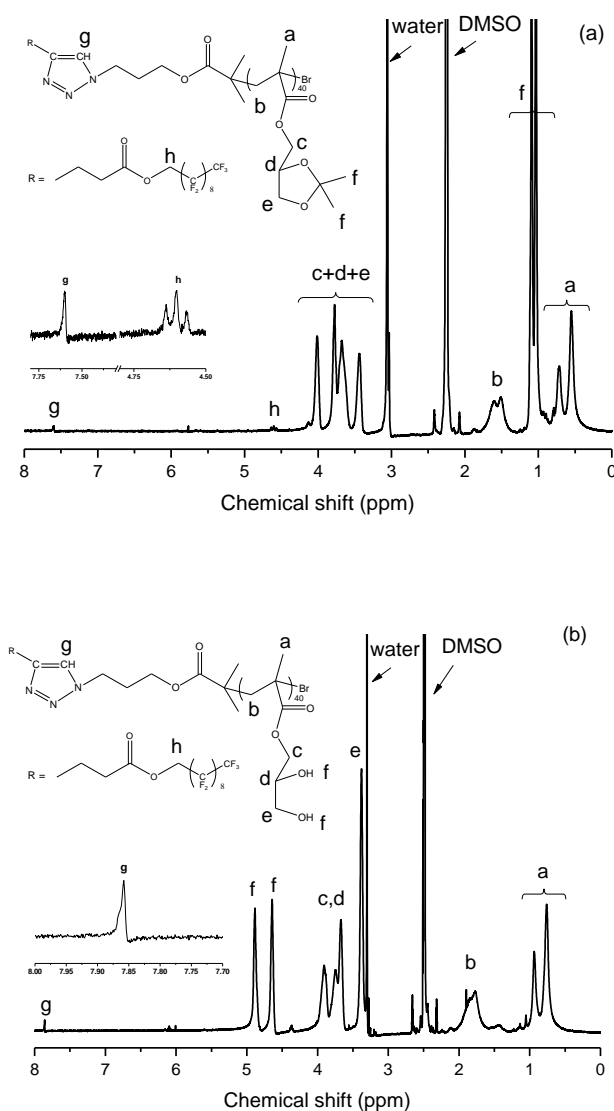 (a)
water
DMSO
R
g
CH
N
N
N
O
O
a
b
Br
40
O
O
c
d
O
e
O
f
f
R =
O
O
h
F2
C
C
F2
CF3
8
f
a
c+d+e
b
g
h
g
h
7.75
7.50
4.75
4.50
8
7
6
5
4
3
2
1
0
Chemical shift (ppm)
(b)
water
DMSO
R
g
C
CH
N
N
N
O
O
a
b
Br
40
O
O
c
d
OH
f
e
OH
f
R =
O
O
h
F2
C
C
F2
CF3
8
f
f
c,d
e
b
a
g
g
8.00
7.95
7.90
7.85
7.80
7.75
7.70
8
7
6
5
4
3
2
1
0
Chemical shift (ppm)